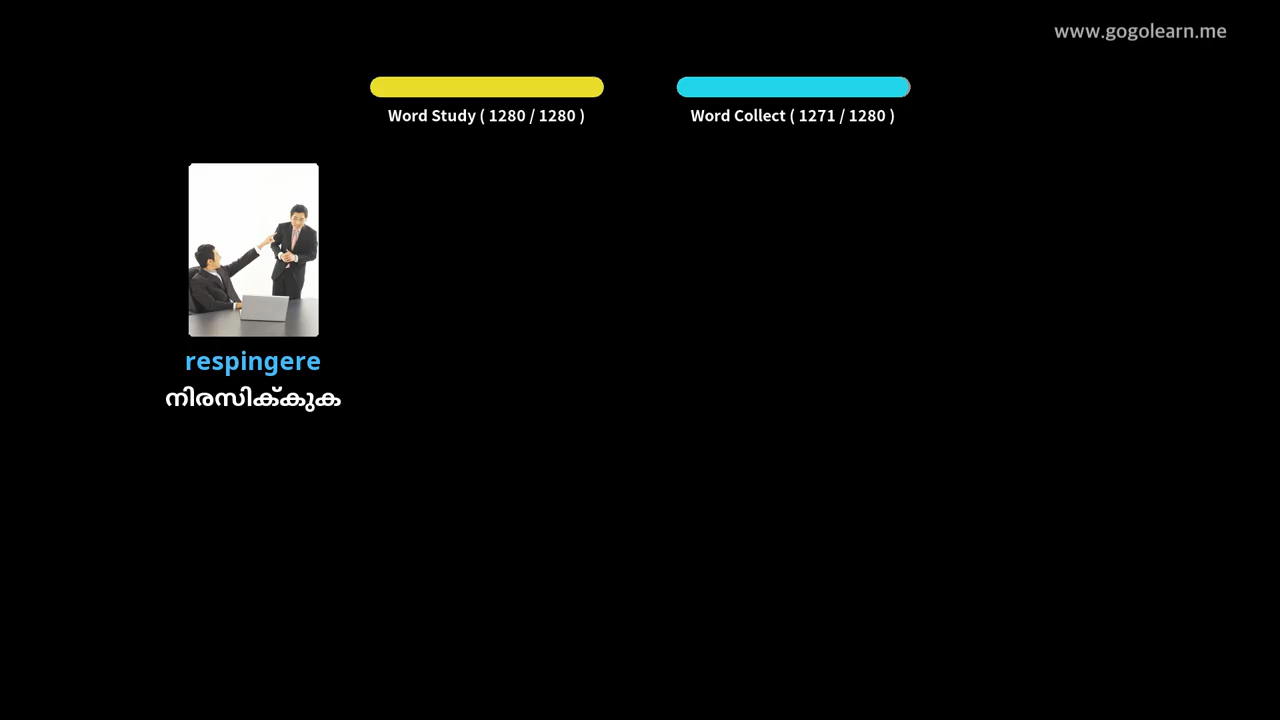 www.gogolearn.me
Word Study ( 1280 / 1280 )
Word Collect ( 1271 / 1280 )
respingere
നിരസിക്കുക